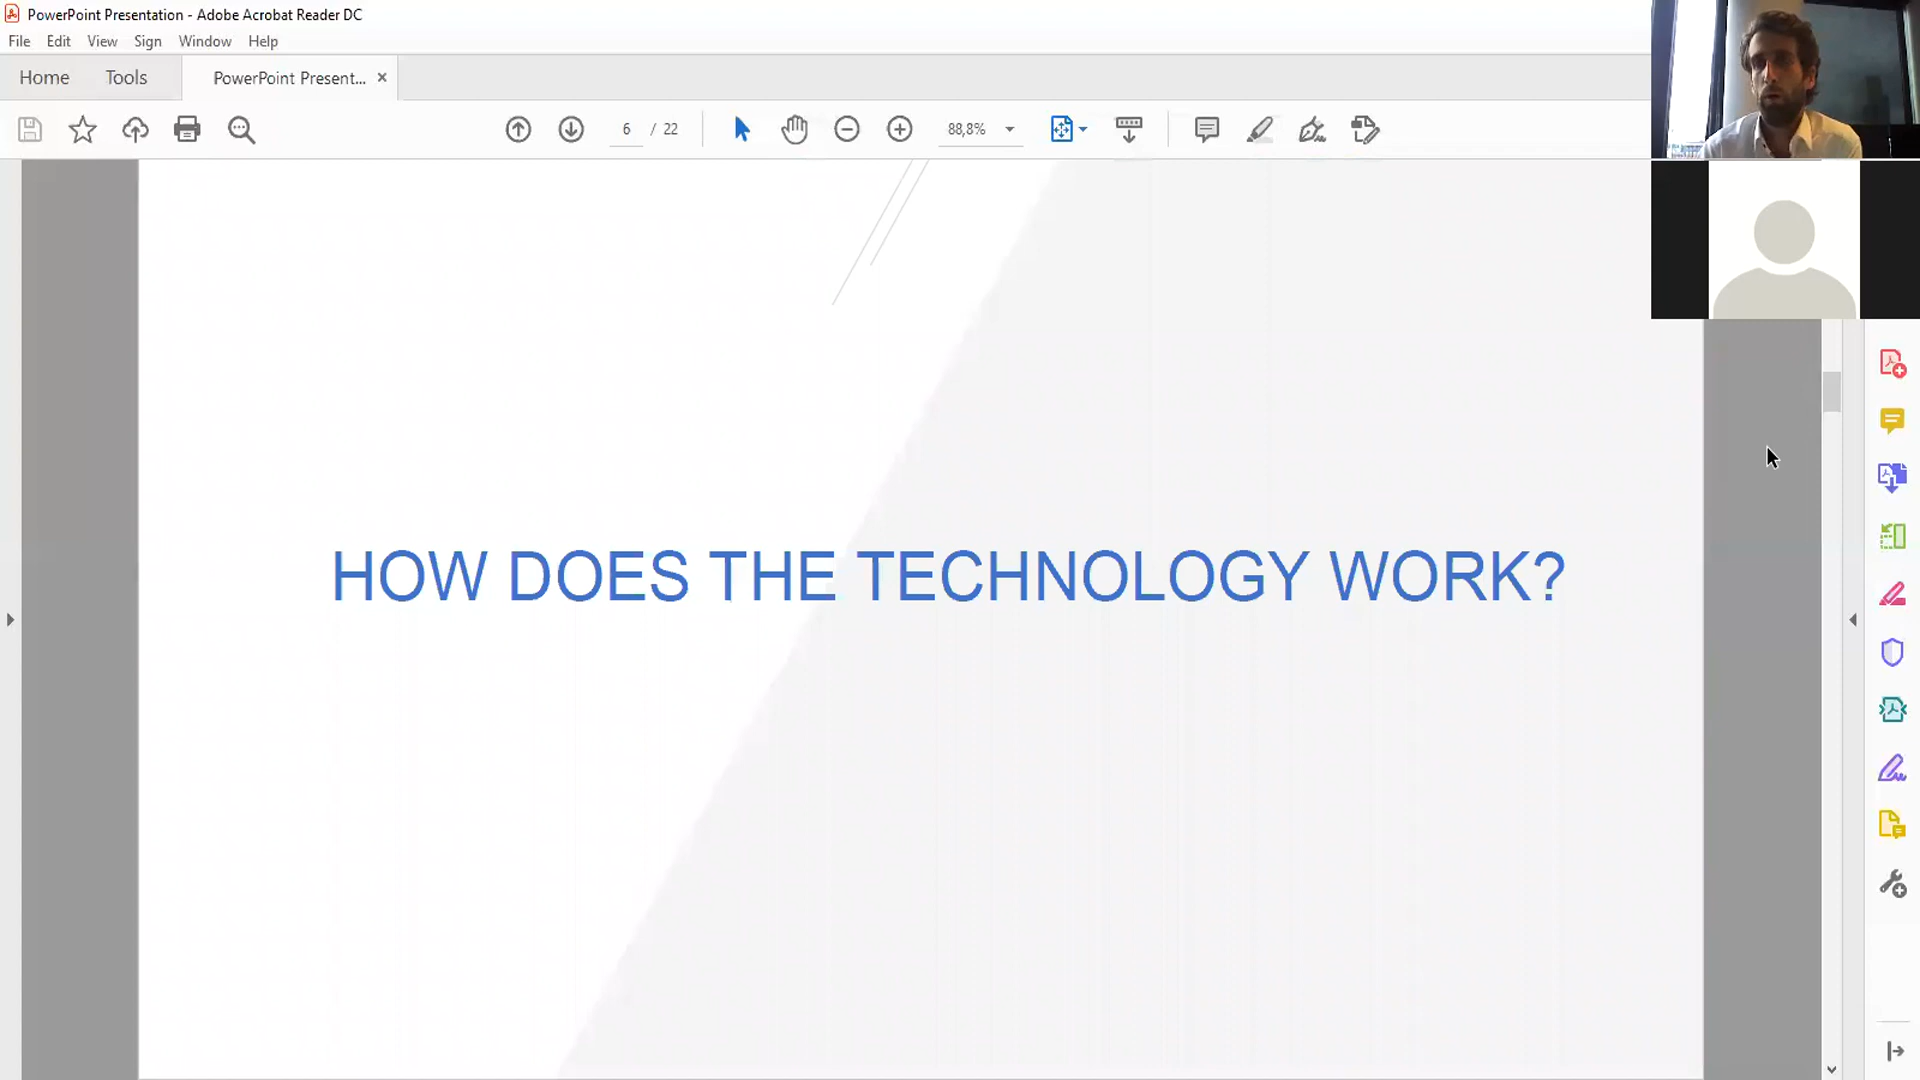 PowerPoint Presentation - Adobe Acrobat Reader DC
File Edit View Sign Window Help
Home Tools PowerPoint Present... ×
6 / 22 88,8%
HOW DOES THE TECHNOLOGY WORK?